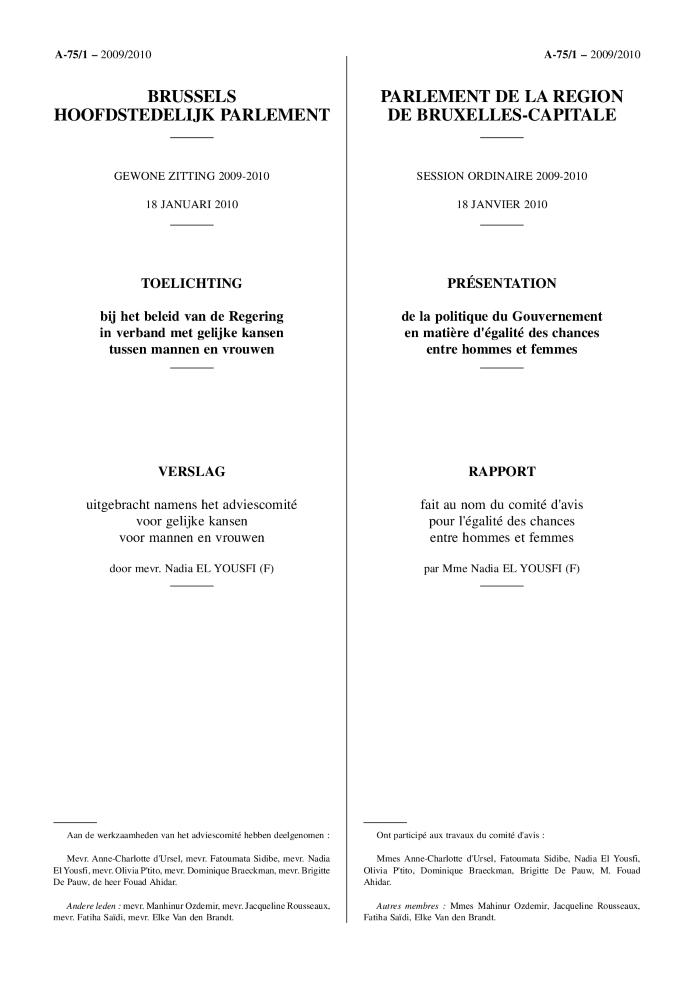 A-75/1 – 2009/2010
BRUSSELS
HOOFDSTEDELIJK PARLEMENT
GEWONE ZITTING 2009-2010
18 JANUARI 2010
TOELICHTING
bij het beleid van de Regering
in verband met gelijke kansen
tussen mannen en vrouwen
VERSLAG
uitgebracht namens het adviescomité
voor gelijke kansen
voor mannen en vrouwen
door mevr. Nadia EL YOUSFI (F)
Aan de werkzaamheden van het adviescomité hebben deelgenomen :
Mevr. Anne-Charlotte d'Ursel, mevr. Fatoumata Sidibe, mevr. Nadia
El Yousfi, mevr. Olivia P'tito, mevr. Dominique Braeckman, mevr. Brigitte
De Pauw, de heer Fouad Ahidar.
Andere leden : mevr. Manhinur Ozdemir, mevr. Jacqueline Rousseaux,
mevr. Fatiha Saïdi, mevr. Elke Van den Brandt.
A-75/1 – 2009/2010
PARLEMENT DE LA REGION
DE BRUXELLES-CAPITALE
SESSION ORDINAIRE 2009-2010
18 JANVIER 2010
PRÉSENTATION
de la politique du Gouvernement
en matière d'égalité des chances
entre hommes et femmes
RAPPORT
fait au nom du comité d'avis
pour l'égalité des chances
entre hommes et femmes
par Mme Nadia EL YOUSFI (F)
Ont participé aux travaux du comité d'avis :
Mmes Anne-Charlotte d'Ursel, Fatoumata Sidibe, Nadia El Yousfi,
Olivia P'tito, Dominique Braeckman, Brigitte De Pauw, M. Fouad
Ahidar.
Autres membres : Mmes Mahinur Ozdemir, Jacqueline Rousseaux,
Fatiha Saïdi, Elke Van den Brandt.